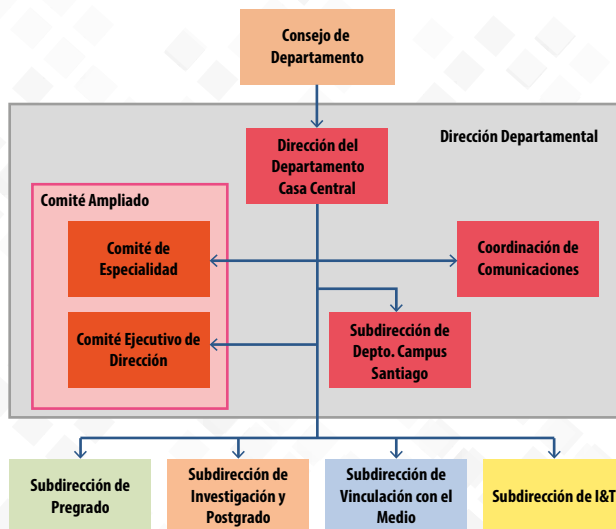 Consejo de
Departamento
Dirección Departamental
Dirección del
Departamento
Casa Central
Comité Ampliado
Comité de
Especialidad
Coordinación de
Comunicaciones
Comité Ejecutivo de
Dirección
Subdirección de
Depto. Campus
Santiago
Subdirección de
Pregrado
Subdirección de
Investigación y
Postgrado
Subdirección de
Vinculación con el
Medio
Subdirección de I&T